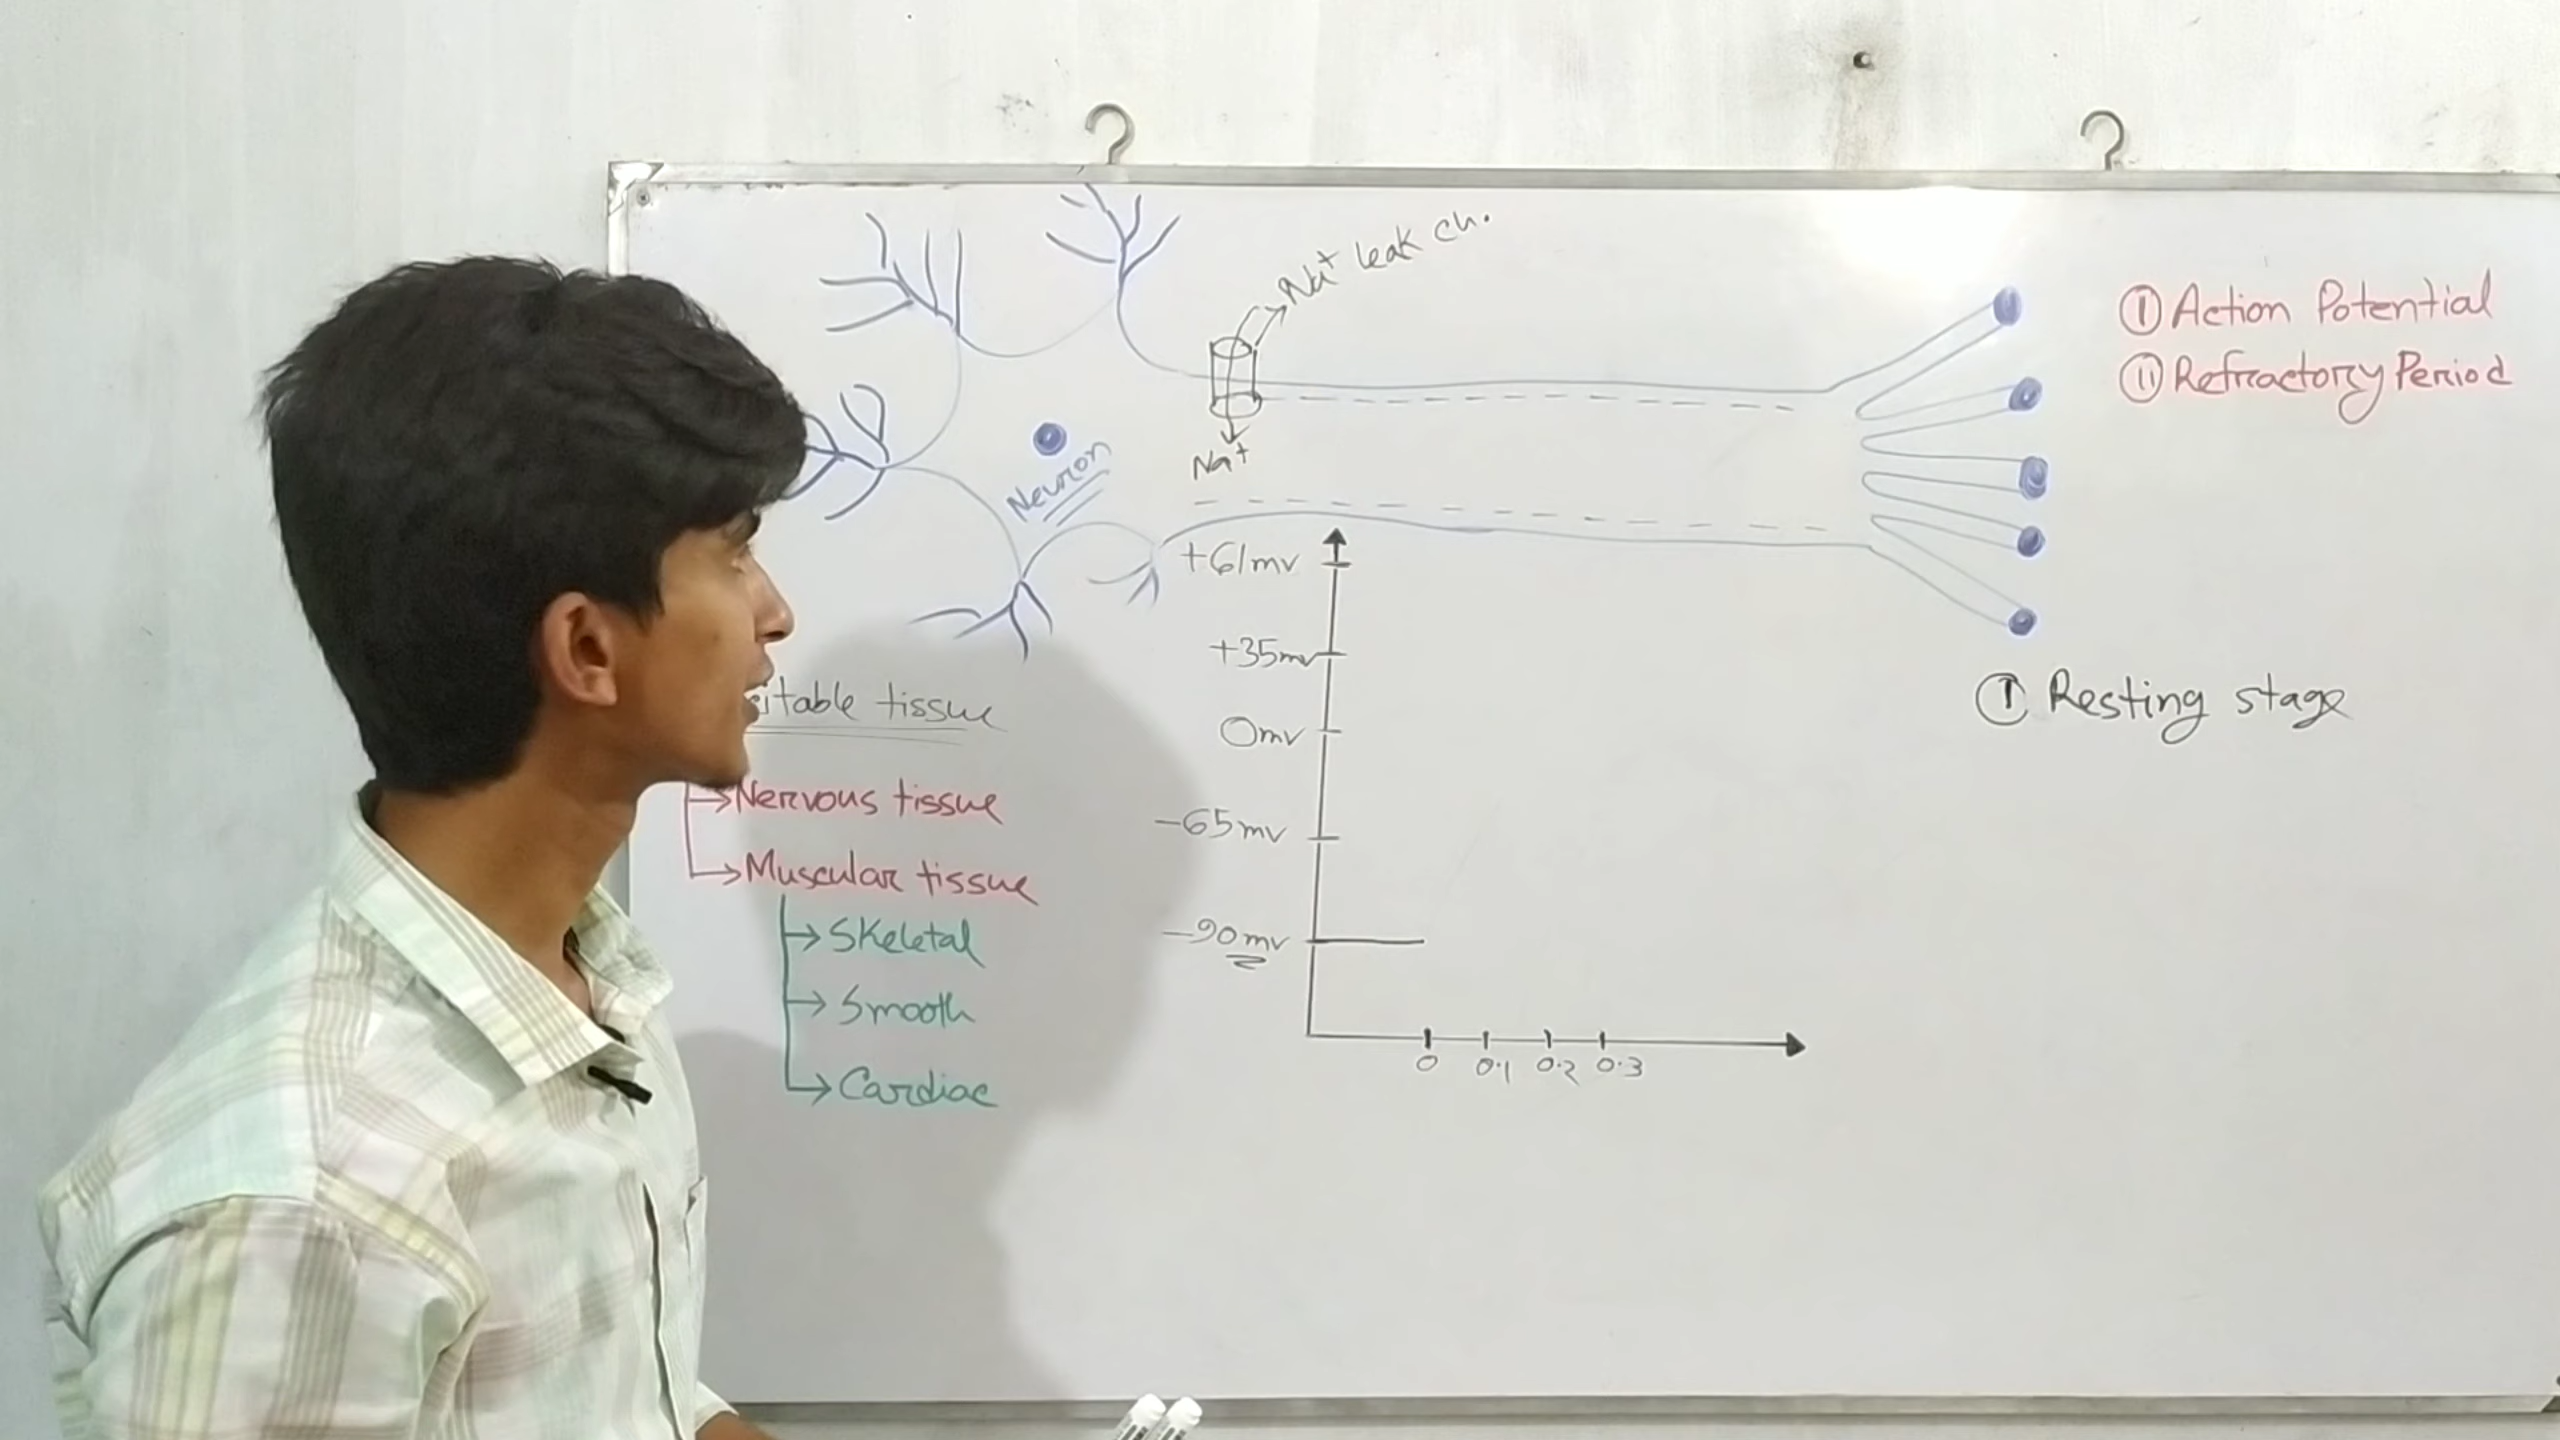 Na+ leak ch.
Na+
Neuron
① Action Potential
② Refractory Period
① Resting stage
itable tissue
→ Nervous tissue
→ Muscular tissue
→ Skeletal
→ Smooth
→ Cardiac
+61mv
+35mv
0mv
-65mv
-90mv
0 0.1 0.2 0.3